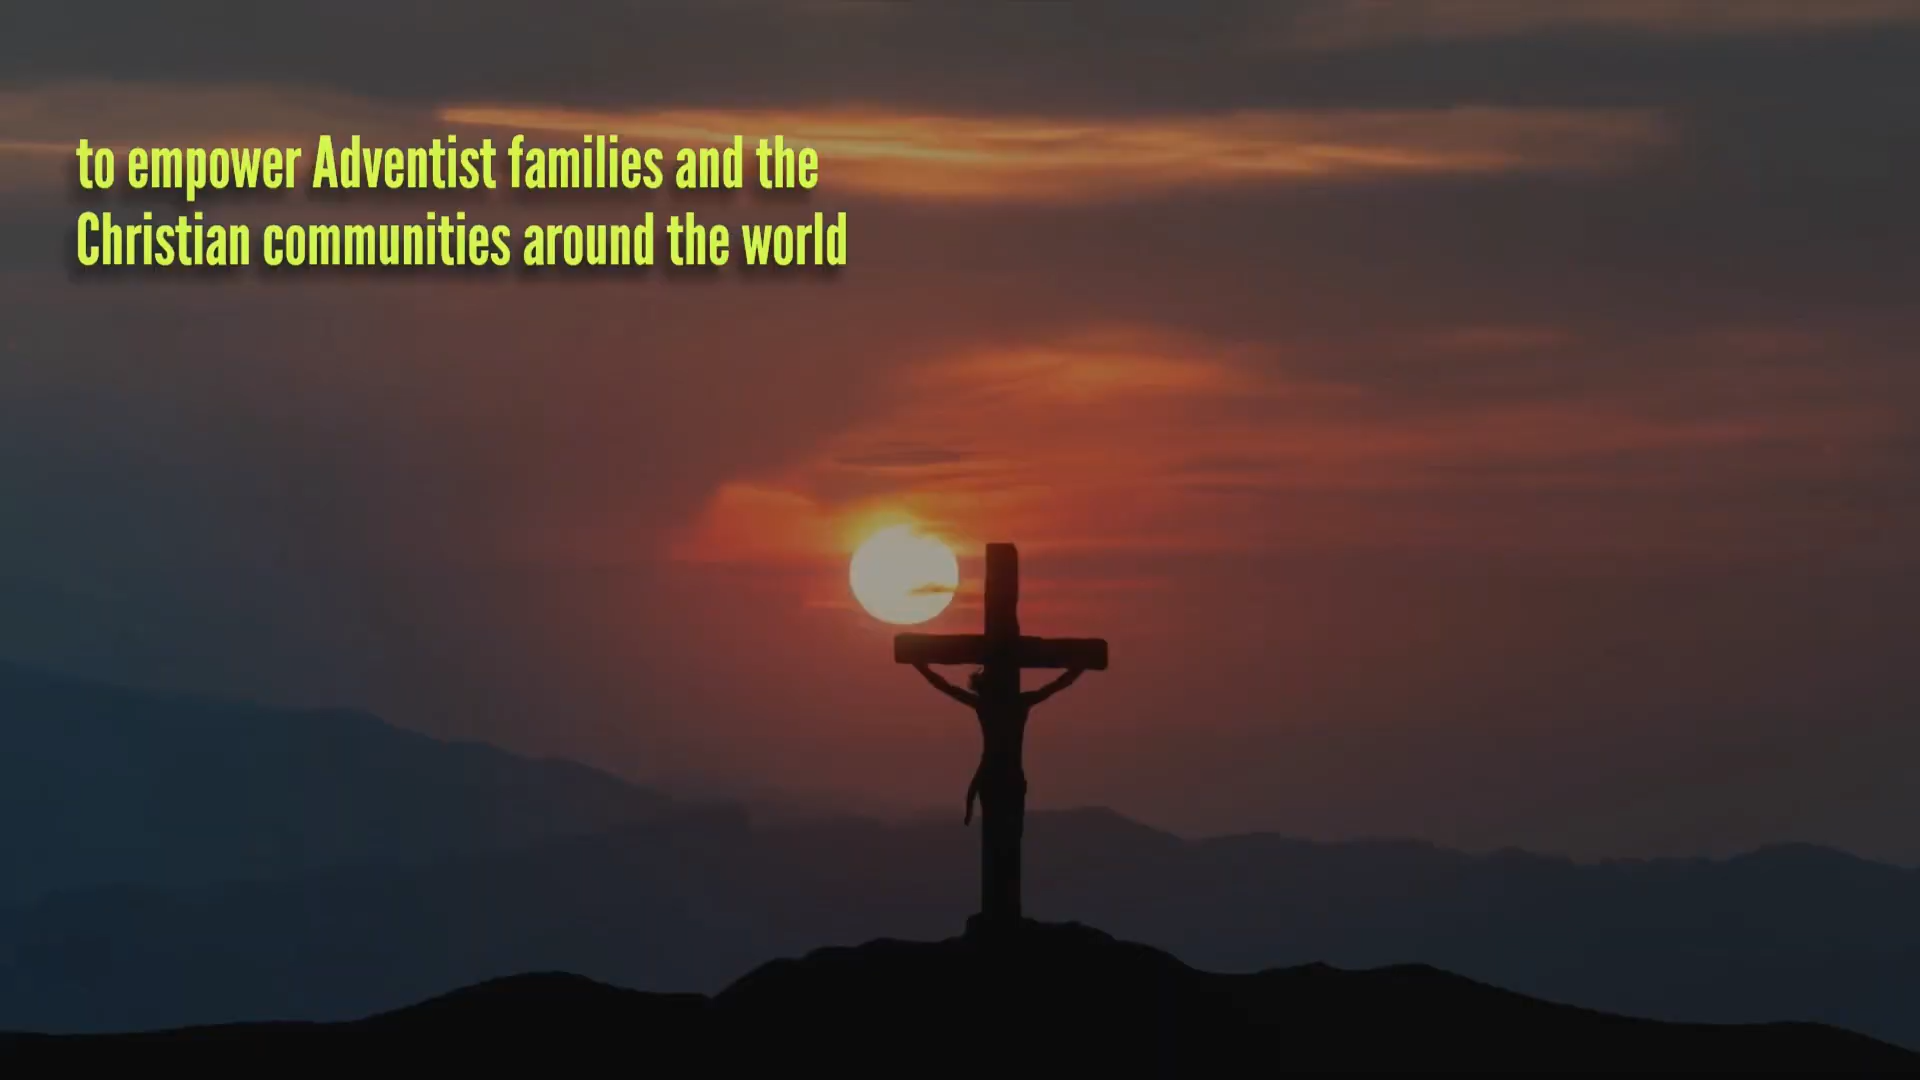 to empower Adventist families and the
Christian communities around the world